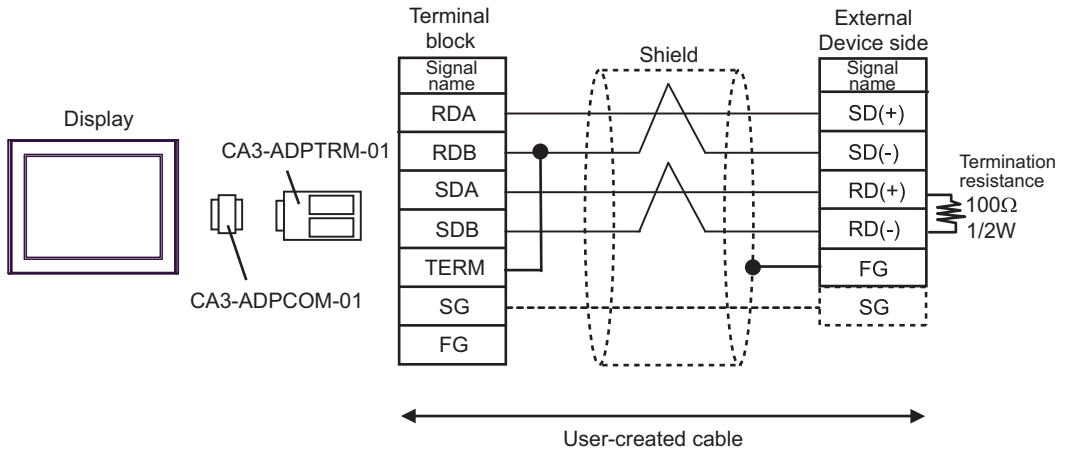 Terminal
block
External
Device side
Shield
Signal
name
Signal
name
Display
CA3-ADPTRM-01
CA3-ADPCOM-01
RDA
SD(+)
RDB
SD(-)
SDA
RD(+)
SDB
RD(-)
TERM
FG
SG
SG
FG
Termination
resistance
100Ω
1/2W
User-created cable